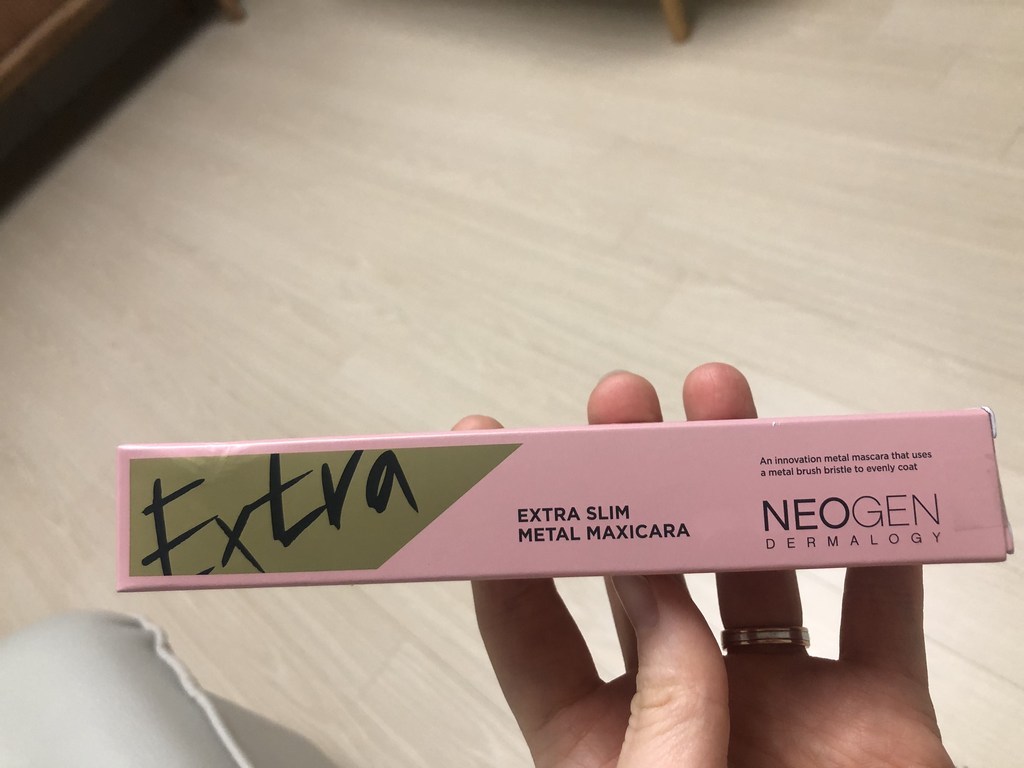 Extra
EXTRA SLIM
METAL MAXICARA
An innovation metal mascara that uses
a metal brush bristle to evenly coat
NEOGEN
DERMALOGY